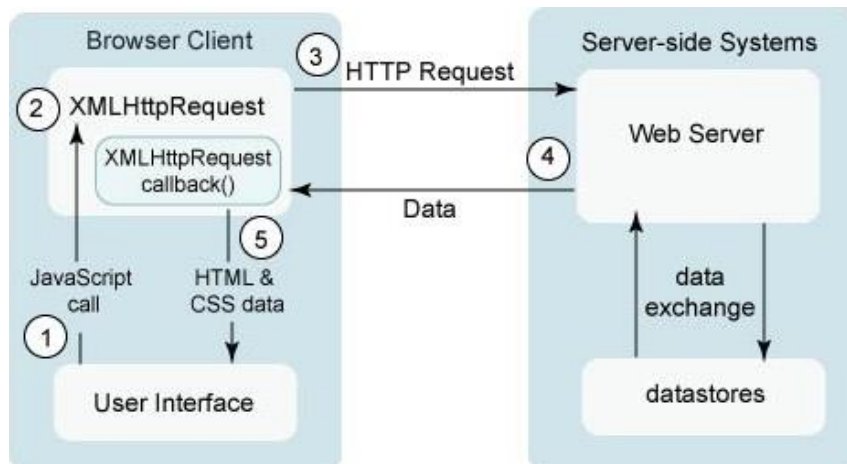 Browser Client
Server-side Systems
3
HTTP Request
2
XMLHttpRequest
Web Server
XMLHttpRequest
callback()
4
Data
5
JavaScript
call
HTML &
CSS data
data
exchange
1
User Interface
datastores